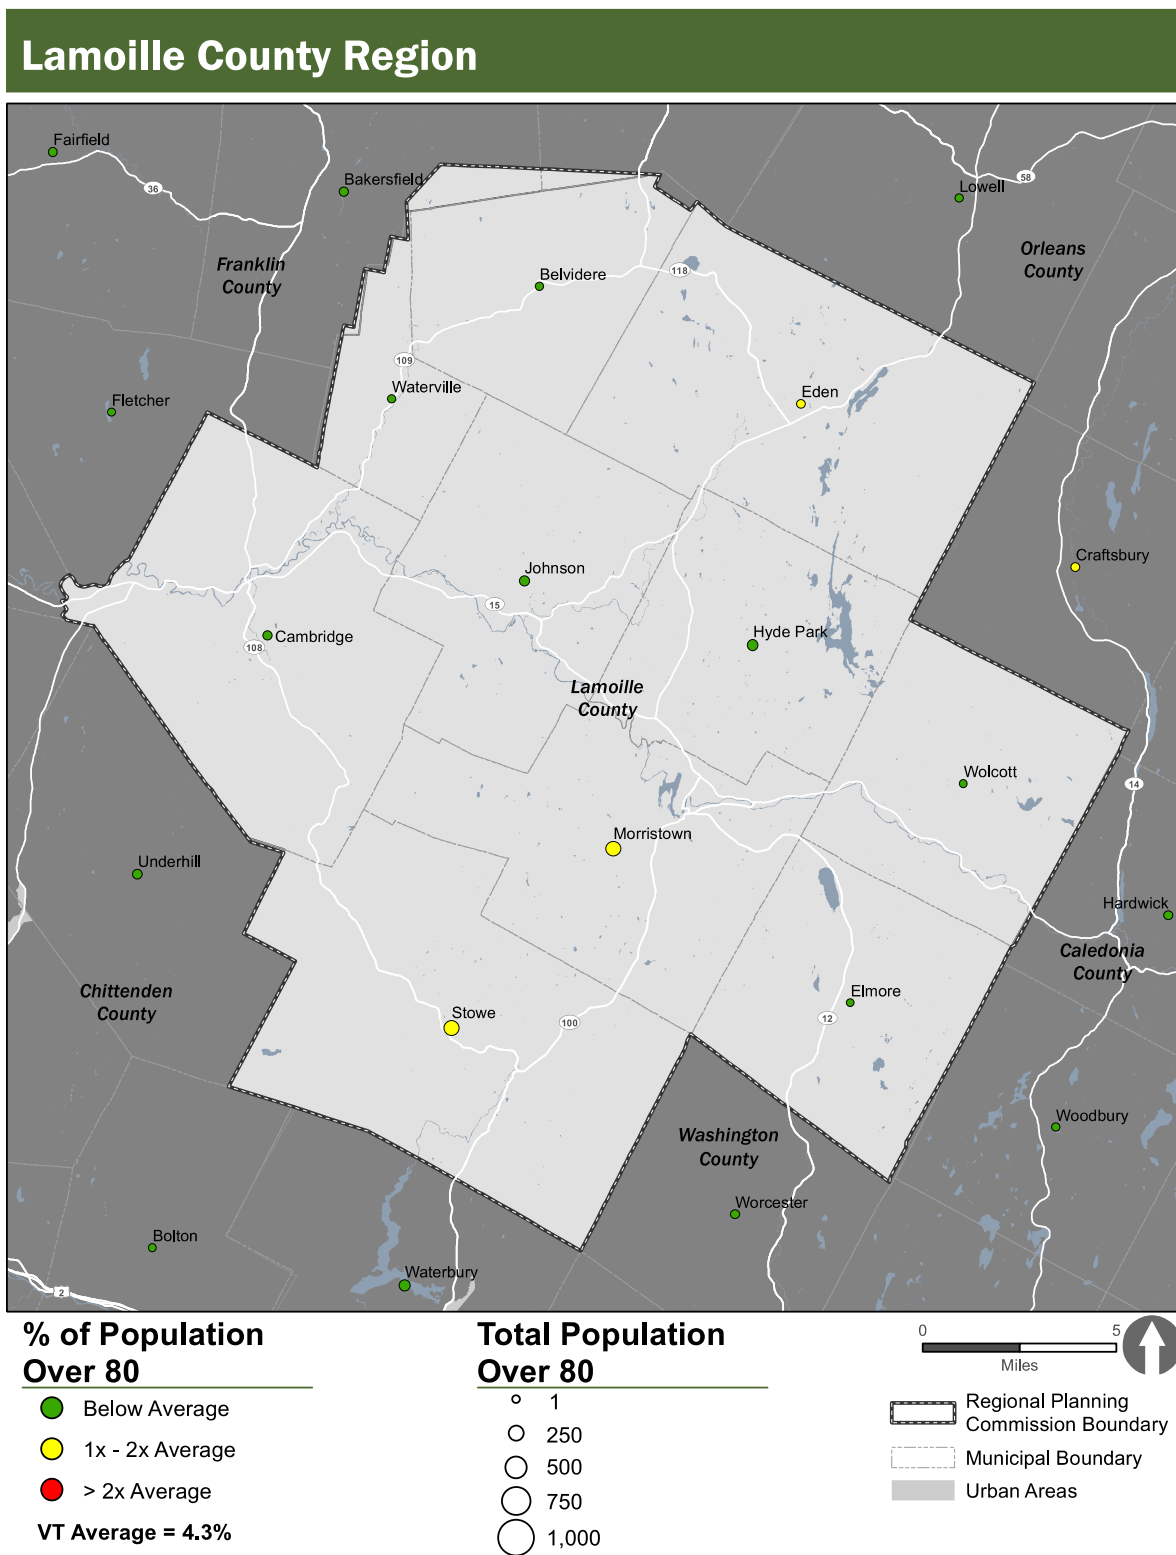 Lamoille County Region
Fairfield
36
Bakersfield
Lowell
58
Franklin
County
Orleans
County
Belvidere
118
109
Waterville
Eden
Fletcher
Craftsbury
Johnson
15
Cambridge
108
Hyde Park
Lamoille
County
Wolcott
14
Morristown
Underhill
Hardwick
Caledonia
County
Chittenden
County
Elmore
12
Stowe
100
Woodbury
Washington
County
Worcester
Bolton
Waterbury
2
% of Population
Over 80
Below Average
1x - 2x Average
> 2x Average
VT Average = 4.3%
Total Population
Over 80
1
250
500
750
1,000
0 5
Miles
Regional Planning
Commission Boundary
Municipal Boundary
Urban Areas